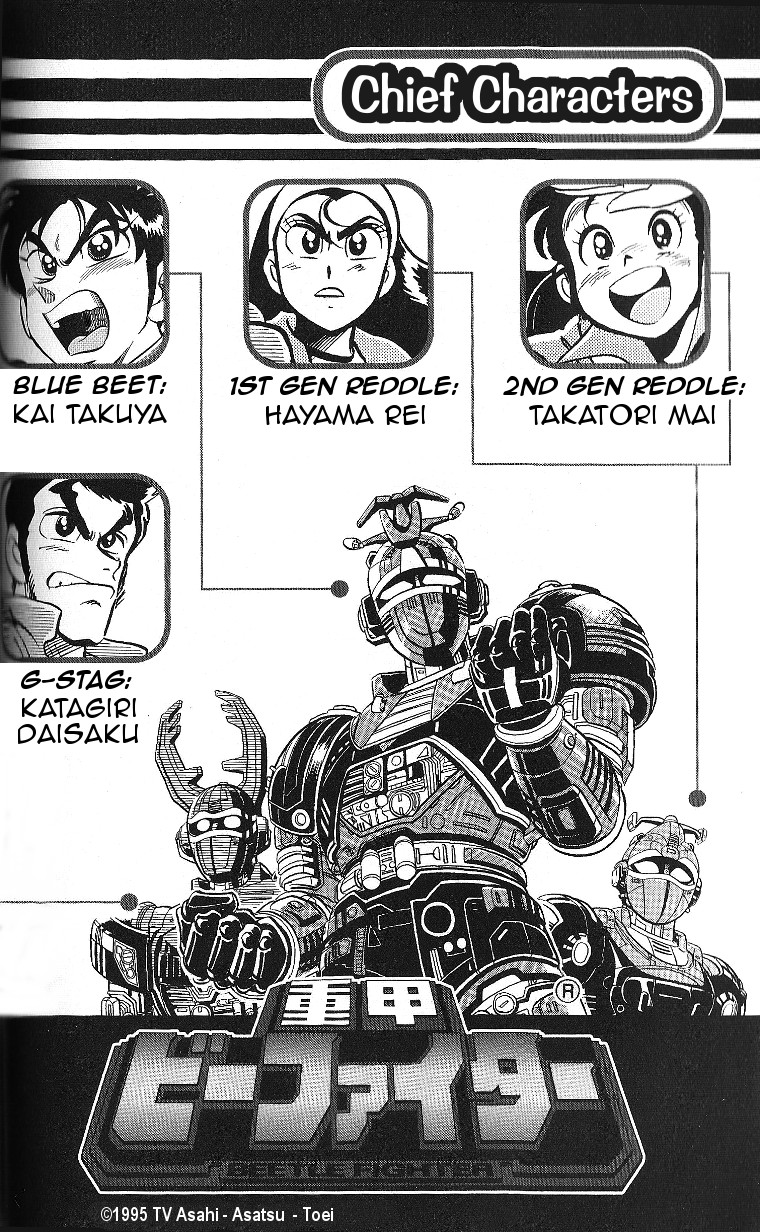 Chief Characters
BLUE BEET:
KAI TAKUYA
1ST GEN REDDLE:
HAYAMA REI
2ND GEN REDDLE:
TAKATORI MAI
G-STAG:
KATAGIRI
DAISAKU
重甲
®
ビーファイター
BEETLE FIGHTER
©1995 TV Asahi - Asatsu - Toei